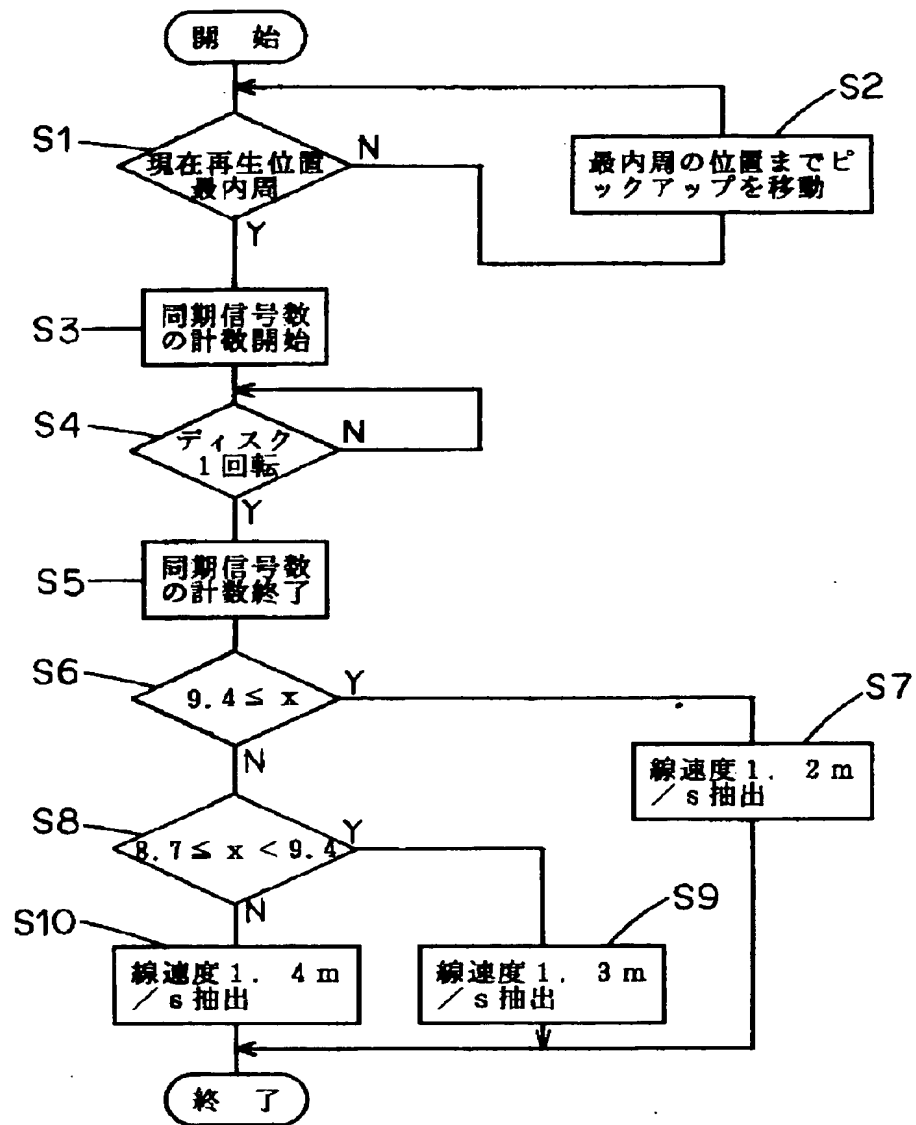 開 始
S1
現在再生位置
最内周
N
Y
S2
最内周の位置までピ
ックアップを移動
S3
同期信号数
の計数開始
S4
ディスク
1回転
N
Y
S5
同期信号数
の計数終了
S6
9.4≦ x
Y
N
S7
線速度1. 2m
/s抽出
S8
8.7≦ x < 9.4
Y
N
S9
線速度1. 3m
/s抽出
S10
線速度1. 4m
/s抽出
終 了